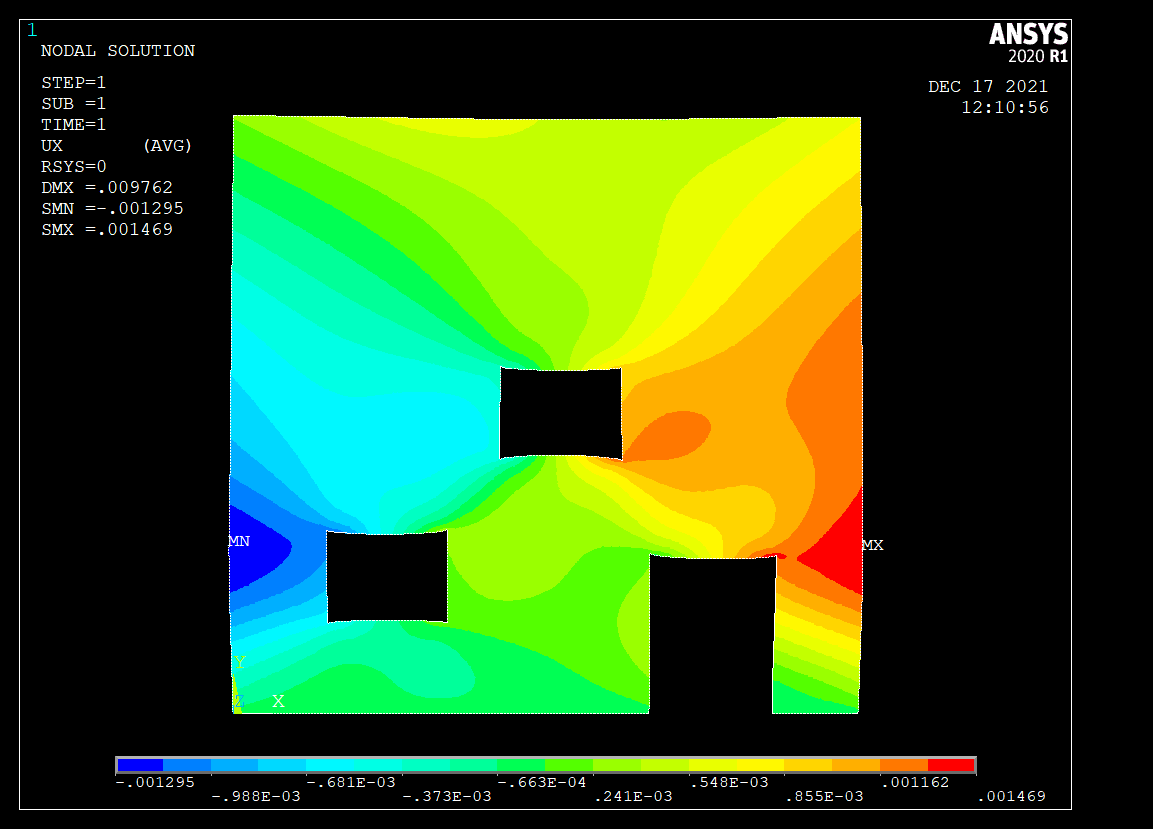 1
ANSYS
2020 R1
NODAL SOLUTION
STEP=1
SUB =1
TIME=1
UX (AVG)
RSYS=0
DMX =.009762
SMN =-.001295
SMX =.001469
DEC 17 2021
12:10:56
MN
MX
Y
Z X
-.001295 -.681E-03 -.663E-04 .548E-03 .001162
-.988E-03 -.373E-03 .241E-03 .855E-03 .001469